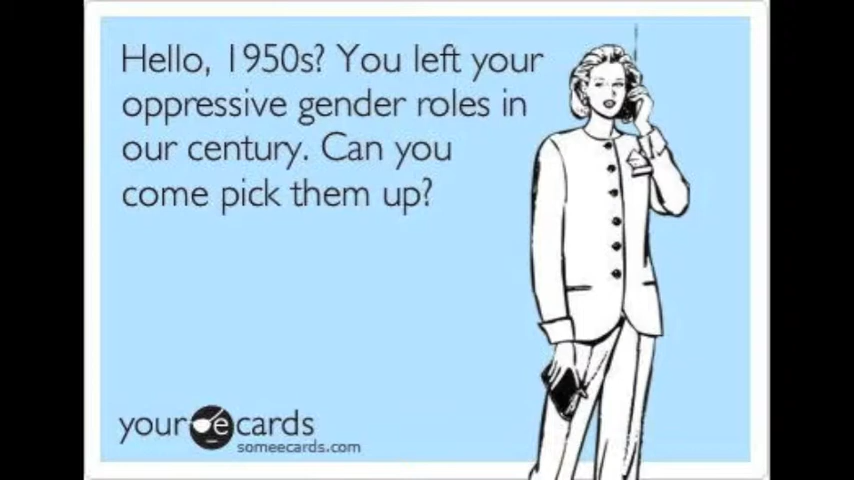 Hello, 1950s? You left your
oppressive gender roles in
our century. Can you
come pick them up?
your e cards
someecards.com